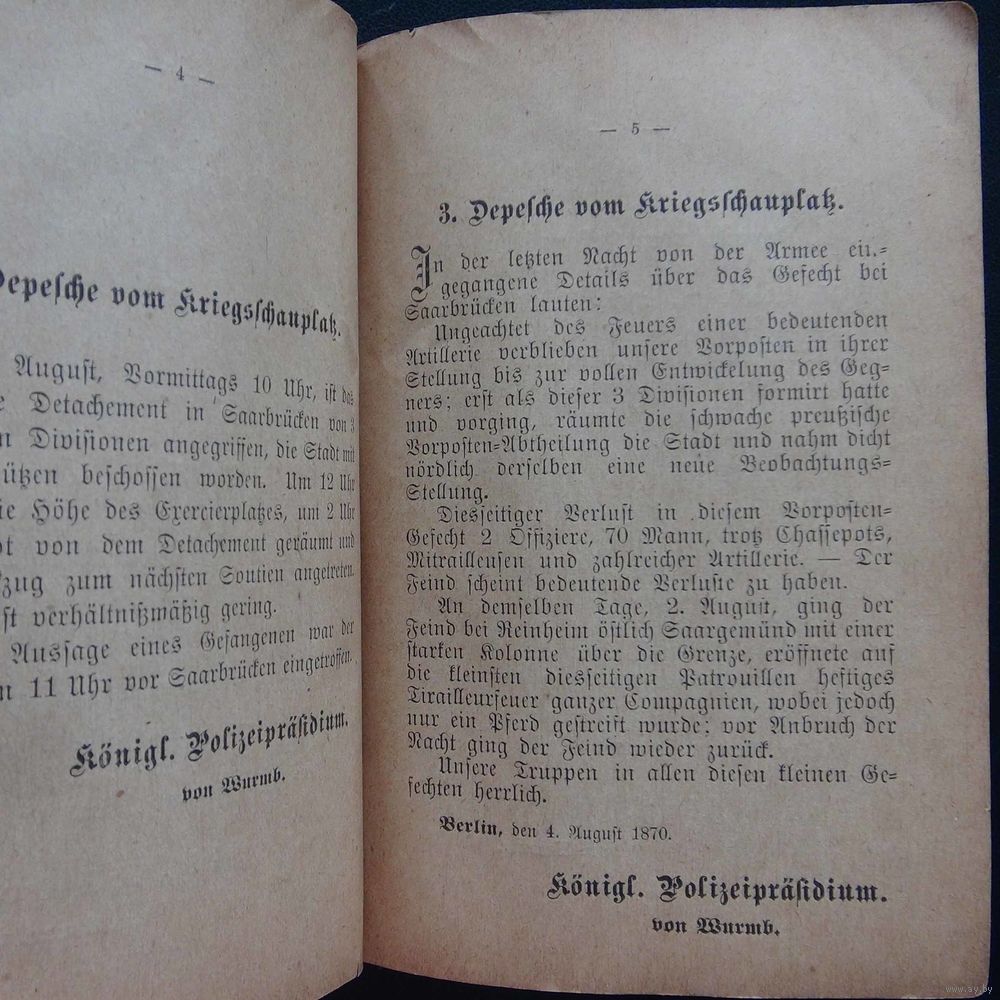 — 4 —
Depesche vom Kriegsschauplatz.
August, Vormittags 10 Uhr, ist das
Detachement in Saarbrücken von 3
Divisionen angegriffen, die Stadt mit
beschossen worden. Um 12 Uhr
ie Höhe des Exercierplatzes, um 2 Uhr
von dem Detachement geräumt und
zum nächsten Soutien angetreten.
st verhältnißmäßig gering.
Aussage eines Gefangenen war der
11 Uhr vor Saarbrücken eingetroffen.
Königl. Polizeipräsidium.
von Wurmb.
— 5 —
3. Depesche vom Kriegsschauplatz.
In der letzten Nacht von der Armee ein-
gegangene Details über das Gefecht bei
Saarbrücken lauten:
Ungeachtet des Feuers einer bedeutenden
Artillerie verblieben unsere Vorposten in ihrer
Stellung bis zur vollen Entwickelung des Geg-
ners; erst als dieser 3 Divisionen formirt hatte
und vorging, räumte die schwache preußische
Vorposten-Abtheilung die Stadt und nahm dicht
nördlich derselben eine neue Beobachtungs-
Stellung.
Diesseitiger Verlust in diesem Vorposten-
Gefecht 2 Offiziere, 70 Mann, trotz Chassepots,
Mitrailleusen und zahlreicher Artillerie. — Der
Feind scheint bedeutende Verluste zu haben.
An demselben Tage, 2. August, ging der
Feind bei Reinheim östlich Saargemünd mit einer
starken Kolonne über die Grenze, eröffnete auf
die kleinsten diesseitigen Patrouillen heftiges
Tirailleurfeuer ganzer Compagnien, wobei jedoch
nur ein Pferd gestreift wurde; vor Anbruch der
Nacht ging der Feind wieder zurück.
Unsere Truppen in allen diesen kleinen Ge-
fechten herrlich.
Berlin, den 4. August 1870.
Königl. Polizeipräsidium.
von Wurmb.
www.ay.by